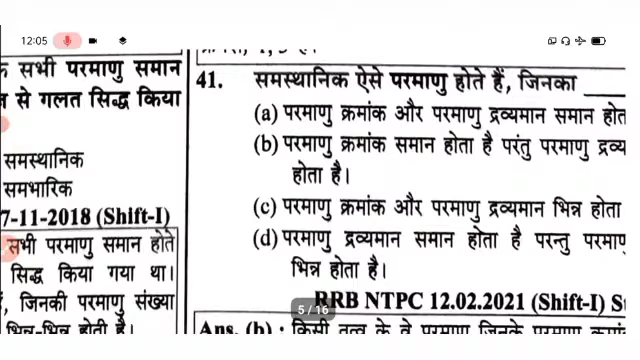 12:05
सभी परमाणु समान
से गलत सिद्ध किया
समस्थानिक
समभारिक
7-11-2018 (Shift-I)
सभी परमाणु समान होते
सिद्ध किया गया था।
जिनकी परमाणु संख्या
भिन्न-भिन्न होती है।
41. समस्थानिक ऐसे परमाणु होते हैं, जिनका
(a) परमाणु क्रमांक और परमाणु द्रव्यमान समान होत
(b) परमाणु क्रमांक समान होता है परंतु परमाणु द्रव्य
होता है।
(c) परमाणु क्रमांक और परमाणु द्रव्यमान भिन्न होता
(d) परमाणु द्रव्यमान समान होता है परन्तु परमाण
भिन्न होता है।
5/16
RRB NTPC 12.02.2021 (Shift-I) S
Ans. (b) : किसी तत्व के वे परमाणु जिनके परमाणु